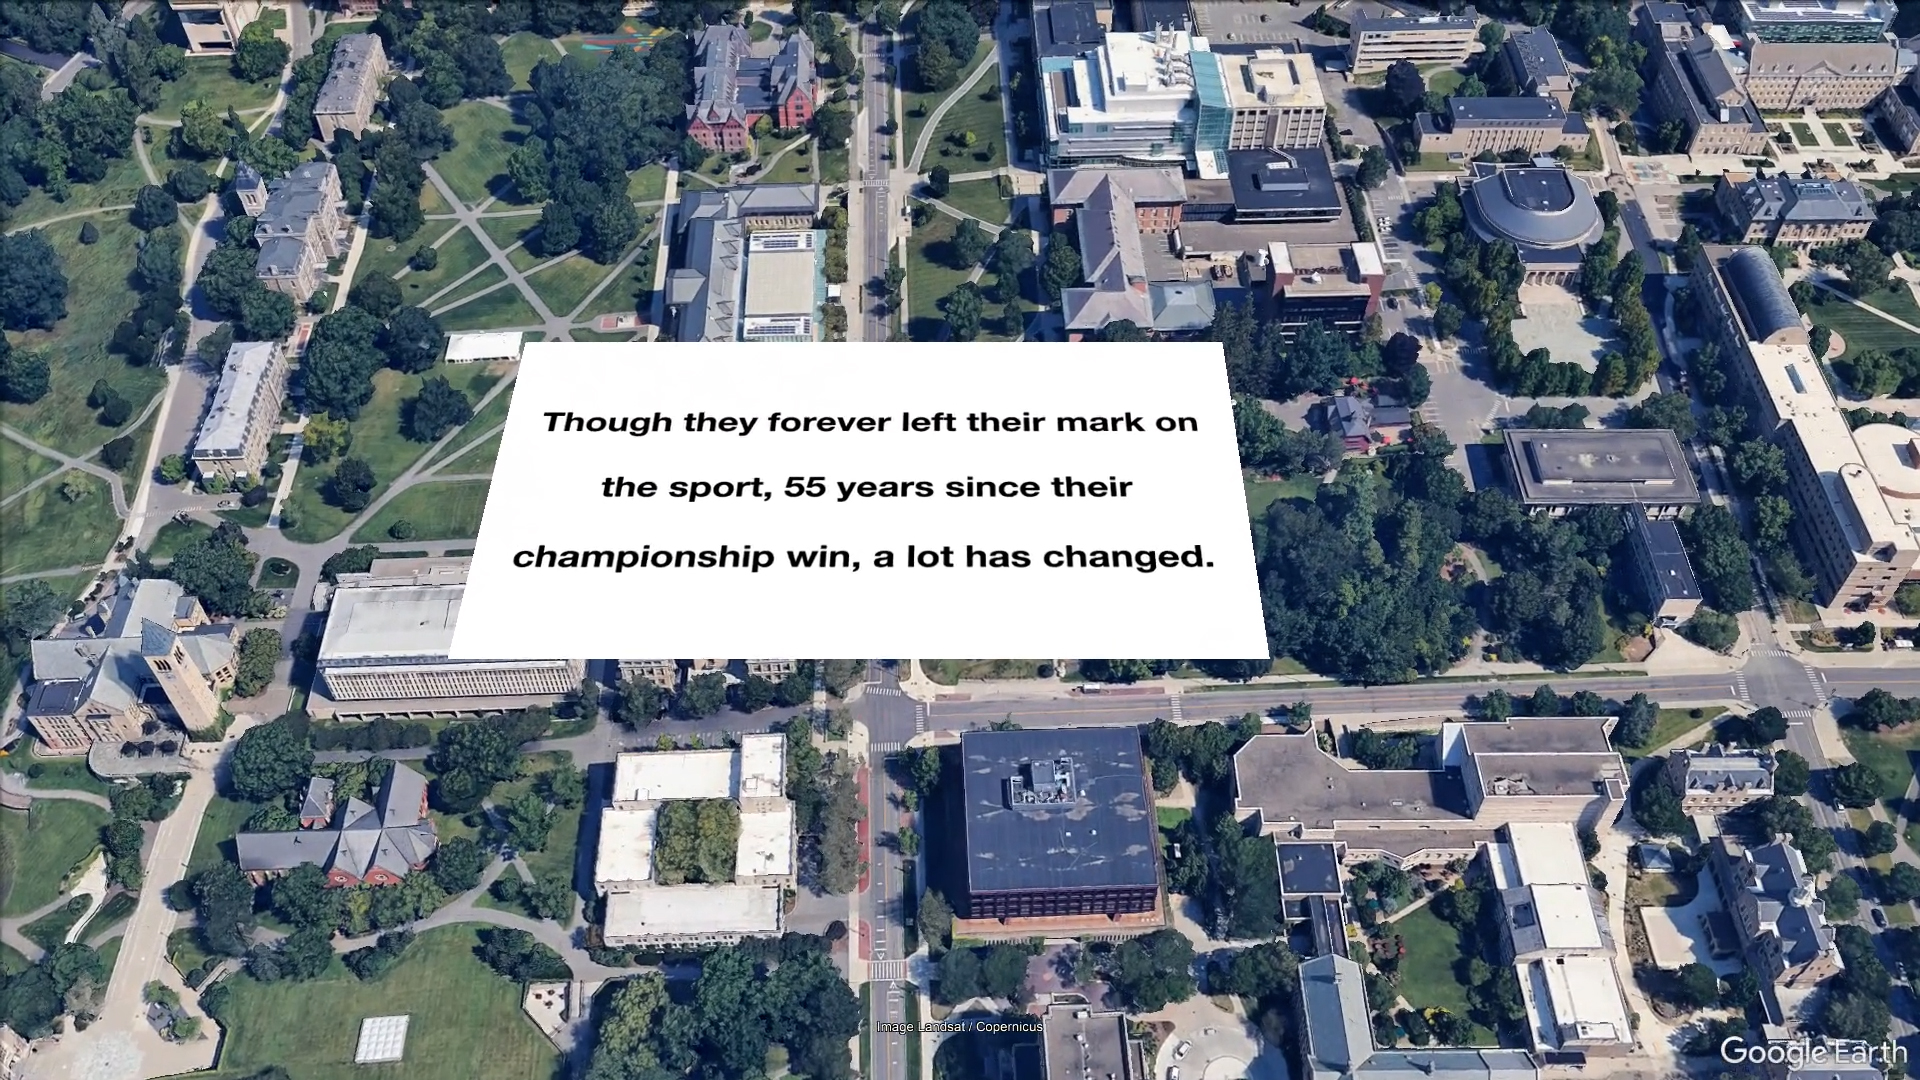 Though they forever left their mark on
the sport, 55 years since their
championship win, a lot has changed.
Image Landsat / Copernicus
Google Earth